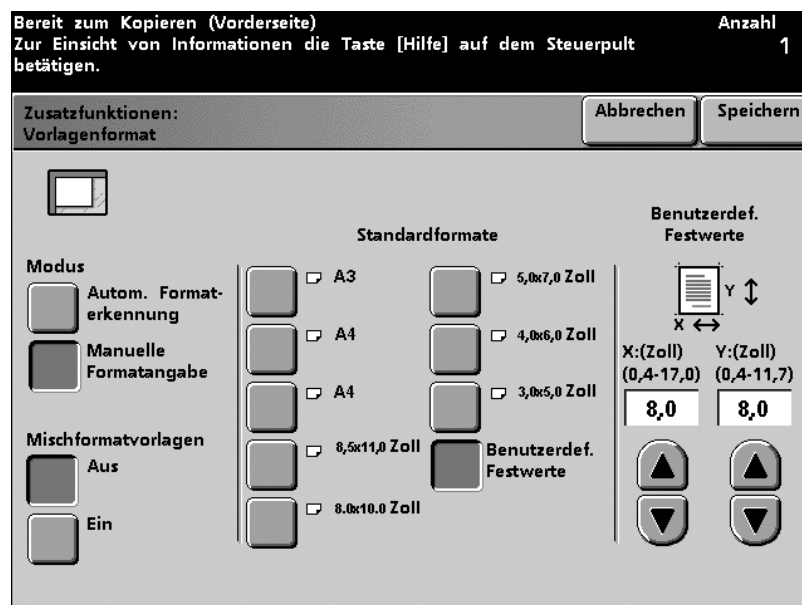 Bereit zum Kopieren (Vorderseite)
Anzahl
Zur Einsicht von Informationen die Taste [Hilfe] auf dem Steuerpult
1
betätigen.
Zusatzfunktionen:
Vorlagenformat
Abbrechen
Speichern
Modus
Autom. Format-
erkennung
Manuelle
Formatangabe
Mischformatvorlagen
Aus
Ein
Standardformate
A3
A4
A4
8,5x11,0 Zoll
8.0x10.0 Zoll
5,0x7,0 Zoll
4,0x6,0 Zoll
3,0x5,0 Zoll
Benutzerdef.
Festwerte
Benutzerdef.
Festwerte
Y
X
X:(Zoll)
(0,4-17,0)
8,0
Y:(Zoll)
(0,4-11,7)
8,0